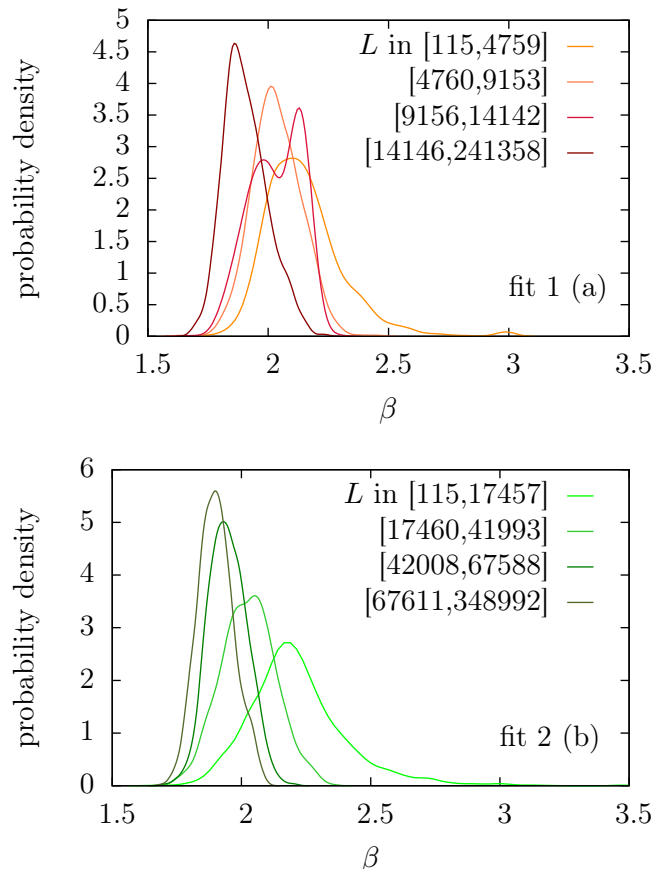 5
4.5
4
3.5
3
2.5
2
1.5
1
0.5
0
probability density
L in [115,4759]
[4760,9153]
[9156,14142]
[14146,241358]
fit 1 (a)
1.5 2 2.5 3 3.5
β
6
5
4
3
2
1
0
probability density
L in [115,17457]
[17460,41993]
[42008,67588]
[67611,348992]
fit 2 (b)
1.5 2 2.5 3 3.5
β